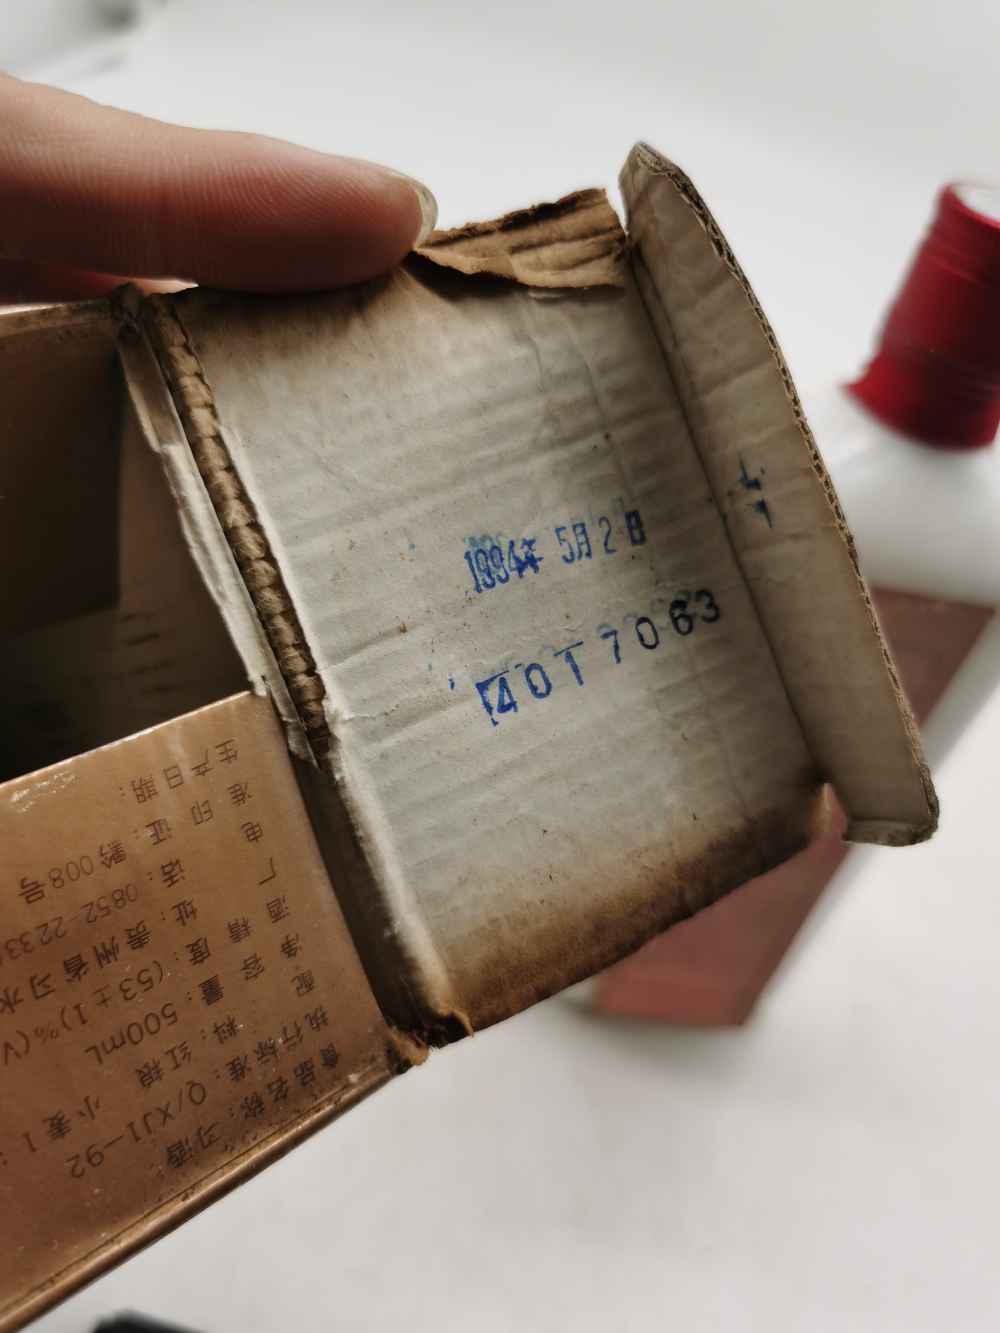 1994年 5月2日
4017063
食品名称:习酒
执行标准:Q/XJ1—92
配 料:红粮 小麦
净 容 量:500mL
酒 精 度:(53±1)%(V
厂 址:贵州省习水
电 话:0852-2233
准 印 证:黔008号
生产日期: